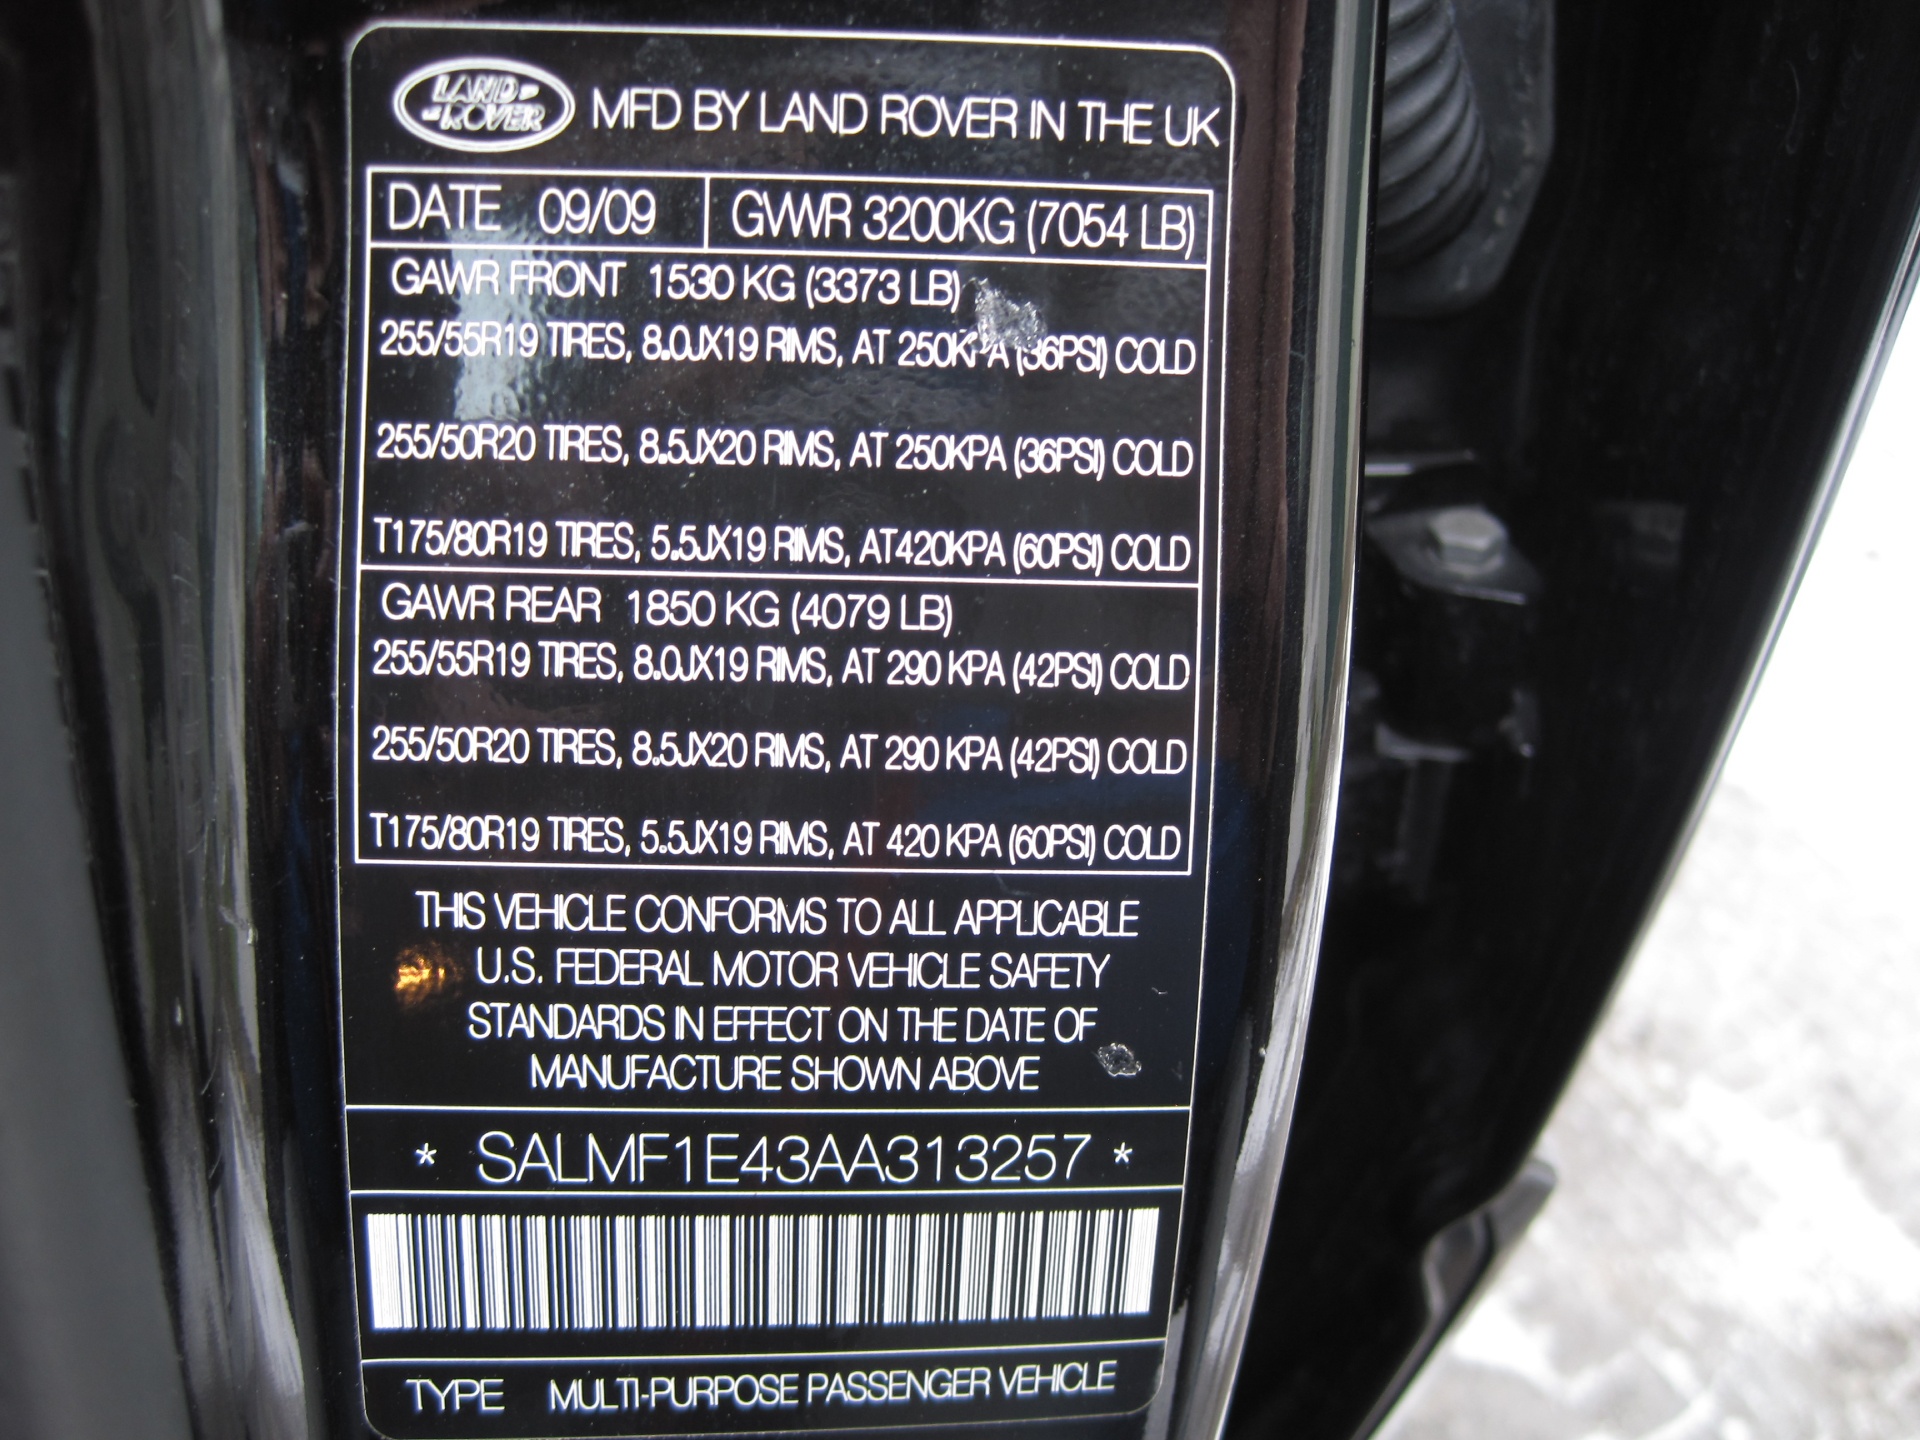 LAND ROVER MFD BY LAND ROVER IN THE UK
DATE 09/09 GVWR 3200KG (7054 LB)
GAWR FRONT 1530 KG (3373 LB)
255/55R19 TIRES, 8.0JX19 RIMS, AT 250KPA (36PSI) COLD
255/50R20 TIRES, 8.5JX20 RIMS, AT 250KPA (36PSI) COLD
T175/80R19 TIRES, 5.5JX19 RIMS, AT420KPA (60PSI) COLD
GAWR REAR 1850 KG (4079 LB)
255/55R19 TIRES, 8.0JX19 RIMS, AT 290 KPA (42PSI) COLD
255/50R20 TIRES, 8.5JX20 RIMS, AT 290 KPA (42PSI) COLD
T175/80R19 TIRES, 5.5JX19 RIMS, AT 420 KPA (60PSI) COLD
THIS VEHICLE CONFORMS TO ALL APPLICABLE
U.S. FEDERAL MOTOR VEHICLE SAFETY
STANDARDS IN EFFECT ON THE DATE OF
MANUFACTURE SHOWN ABOVE
* SALMF1E43AA313257 *
TYPE MULTI-PURPOSE PASSENGER VEHICLE